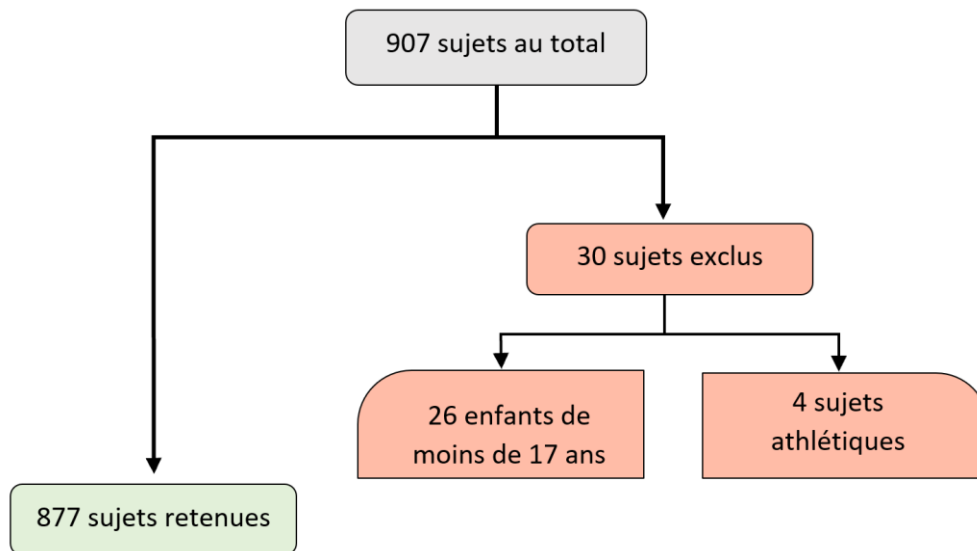 907 sujets au total
30 sujets exclus
26 enfants de
moins de 17 ans
4 sujets
athlétiques
877 sujets retenues